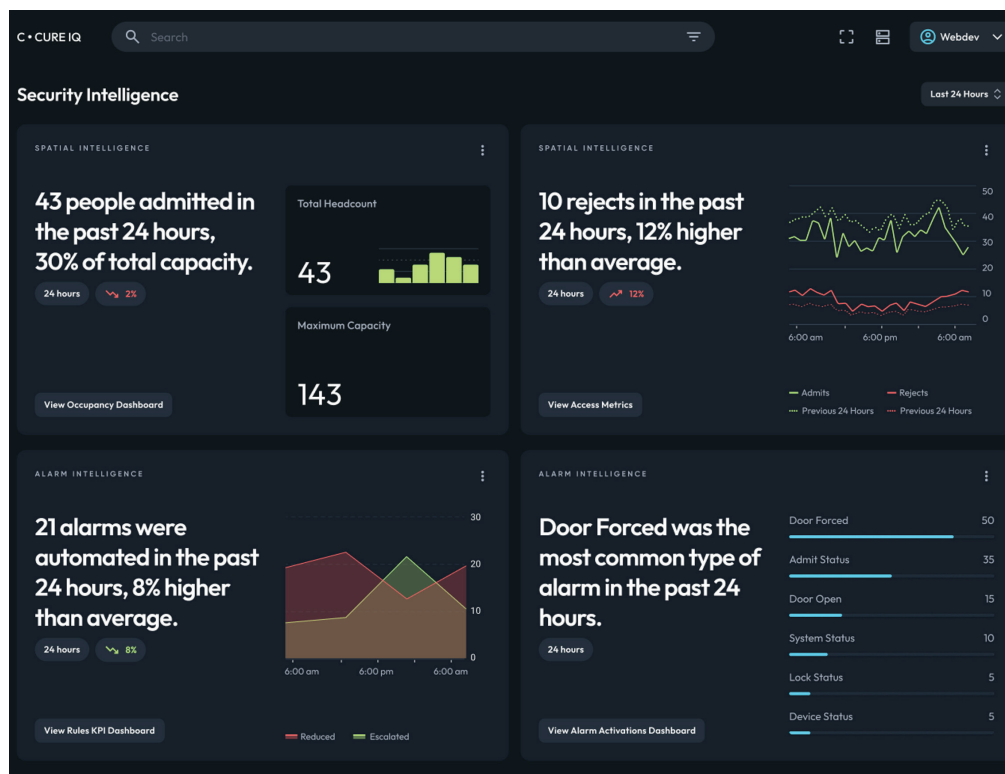 C•CURE IQ
Search
Webdev
Security Intelligence
Last 24 Hours
SPATIAL INTELLIGENCE
43 people admitted in
the past 24 hours,
30% of total capacity.
24 hours
2%
View Occupancy Dashboard
Total Headcount
43
Maximum Capacity
143
SPATIAL INTELLIGENCE
10 rejects in the past
24 hours, 12% higher
than average.
24 hours
12%
View Access Metrics
50
40
30
20
10
0
6:00 am 6:00 pm 6:00 am
Admits Rejects
Previous 24 Hours Previous 24 Hours
ALARM INTELLIGENCE
21 alarms were
automated in the past
24 hours, 8% higher
than average.
24 hours
8%
View Rules KPI Dashboard
30
20
10
0
6:00 am 6:00 pm 6:00 am
Reduced Escalated
ALARM INTELLIGENCE
Door Forced was the
most common type of
alarm in the past 24
hours.
24 hours
View Alarm Activations Dashboard
Door Forced 50
Admit Status 35
Door Open 15
System Status 10
Lock Status 5
Device Status 5